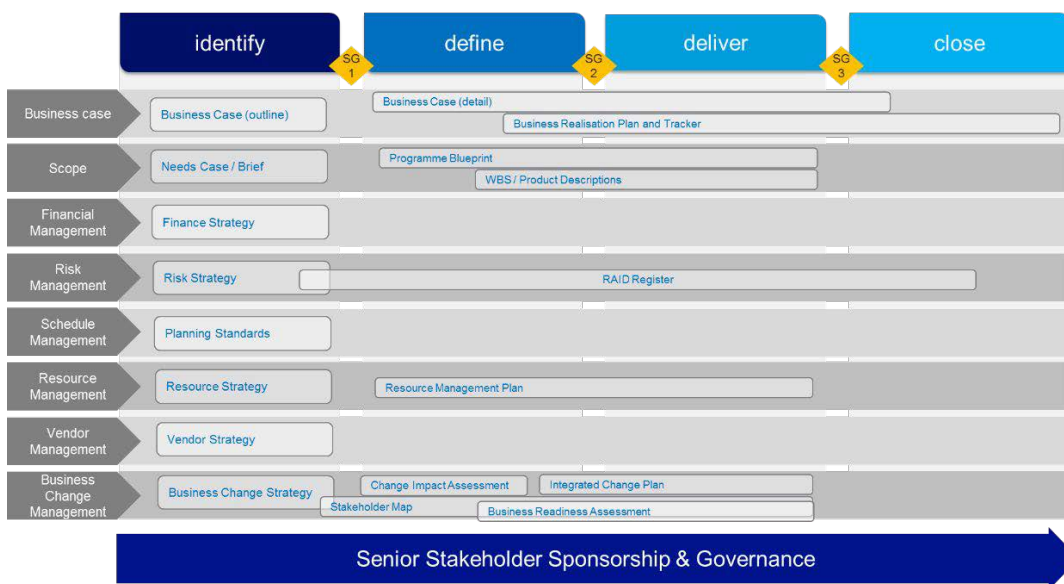 identify
define
deliver
close
SG
1
SG
2
SG
3
Business case
Business Case (outline)
Business Case (detail)
Business Realisation Plan and Tracker
Scope
Needs Case / Brief
Programme Blueprint
WBS / Product Descriptions
Financial
Management
Finance Strategy
Risk
Management
Risk Strategy
RAID Register
Schedule
Management
Planning Standards
Resource
Management
Resource Strategy
Resource Management Plan
Vendor
Management
Vendor Strategy
Business
Change
Management
Business Change Strategy
Change Impact Assessment
Integrated Change Plan
Stakeholder Map
Business Readiness Assessment
Senior Stakeholder Sponsorship & Governance